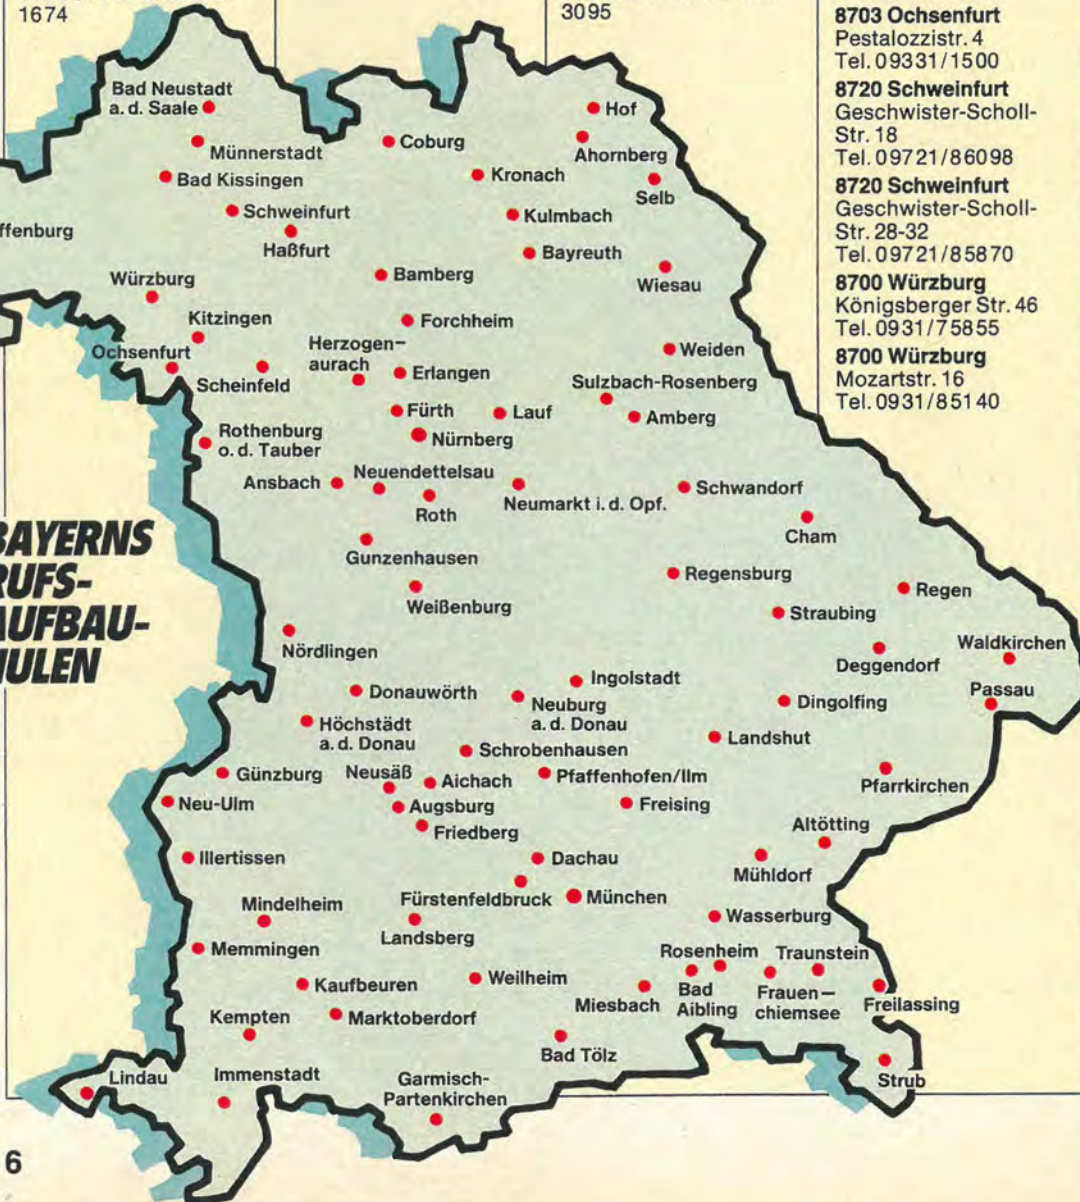 1674
3095
8703 Ochsenfurt
Pestalozzistr. 4
Tel. 09331/1500
8720 Schweinfurt
Geschwister-Scholl-
Str. 18
Tel. 09721/86098
8720 Schweinfurt
Geschwister-Scholl-
Str. 28-32
Tel. 09721/85870
8700 Würzburg
Königsberger Str. 46
Tel. 0931/75855
8700 Würzburg
Mozartstr. 16
Tel. 0931/85140
Bad Neustadt
a. d. Saale
Hof
Münnerstadt
Coburg
Ahornberg
Bad Kissingen
Kronach
Selb
Schweinfurt
Kulmbach
ffenburg
Haßfurt
Bayreuth
Würzburg
Bamberg
Wiesau
Kitzingen
Forchheim
Ochsenfurt
Herzogen-
aurach
Weiden
Scheinfeld
Erlangen
Sulzbach-Rosenberg
Fürth
Lauf
Amberg
Rothenburg
o. d. Tauber
Nürnberg
Ansbach
Neuendettelsau
Roth
Neumarkt i. d. Opf.
Schwandorf
Cham
BAYERNS
RUFS-
AUFBAU-
HULEN
Gunzenhausen
Regensburg
Regen
Weißenburg
Straubing
Nördlingen
Waldkirchen
Deggendorf
Donauwörth
Ingolstadt
Passau
Neuburg
a. d. Donau
Dingolfing
Höchstädt
a. d. Donau
Landshut
Schrobenhausen
Günzburg
Neusäß
Aichach
Pfaffenhofen/Ilm
Pfarrkirchen
Neu-Ulm
Augsburg
Freising
Friedberg
Altötting
Illertissen
Dachau
Mühldorf
Fürstenfeldbruck
München
Mindelheim
Landsberg
Wasserburg
Memmingen
Rosenheim
Traunstein
Kaufbeuren
Weilheim
Miesbach
Bad
Aibling
Frauen-
chiemsee
Freilassing
Kempten
Marktoberdorf
Bad Tölz
Lindau
Immenstadt
Garmisch-
Partenkirchen
Strub
6